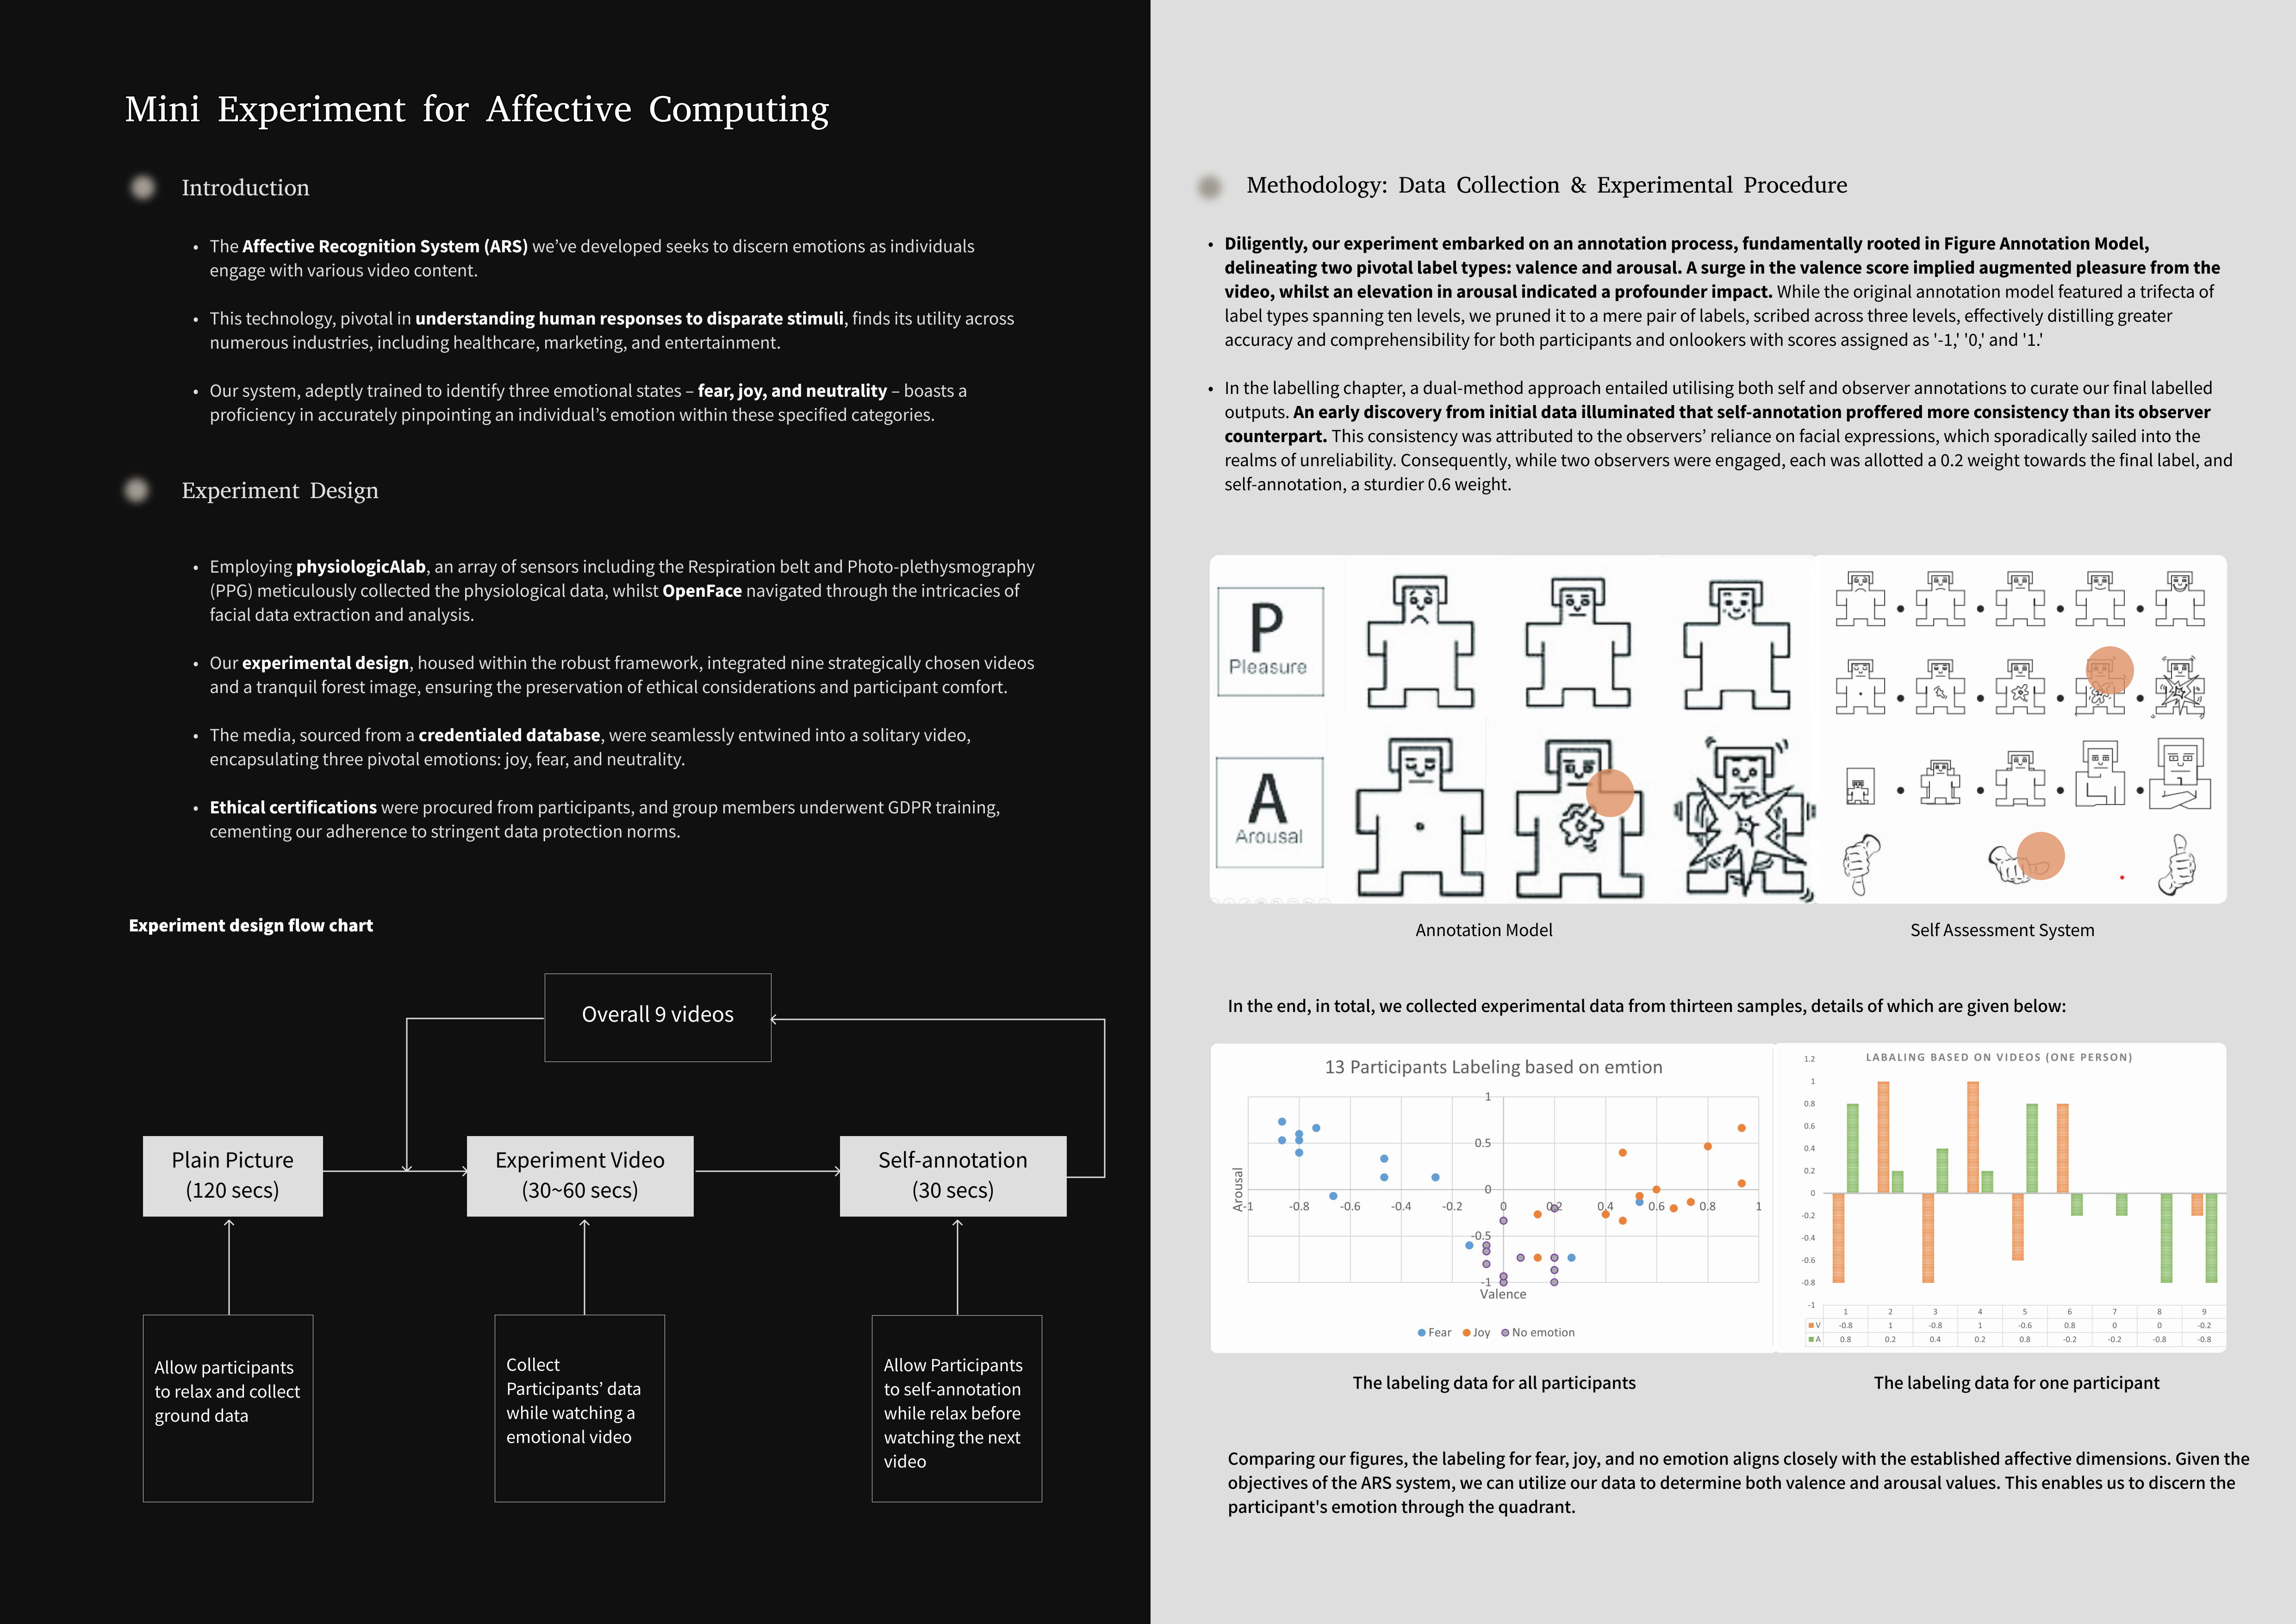 Mini Experiment for Affective Computing
Introduction
• The Affective Recognition System (ARS) we’ve developed seeks to discern emotions as individuals
engage with various video content.
• This technology, pivotal in understanding human responses to disparate stimuli, finds its utility across
numerous industries, including healthcare, marketing, and entertainment.
• Our system, adeptly trained to identify three emotional states – fear, joy, and neutrality – boasts a
proficiency in accurately pinpointing an individual’s emotion within these specified categories.
Experiment Design
• Employing physiologicAlab, an array of sensors including the Respiration belt and Photo-plethysmography
(PPG) meticulously collected the physiological data, whilst OpenFace navigated through the intricacies of
facial data extraction and analysis.
• Our experimental design, housed within the robust framework, integrated nine strategically chosen videos
and a tranquil forest image, ensuring the preservation of ethical considerations and participant comfort.
• The media, sourced from a credentialed database, were seamlessly entwined into a solitary video,
encapsulating three pivotal emotions: joy, fear, and neutrality.
• Ethical certifications were procured from participants, and group members underwent GDPR training,
cementing our adherence to stringent data protection norms.
Experiment design flow chart
Overall 9 videos
Plain Picture
(120 secs)
Experiment Video
(30~60 secs)
Self-annotation
(30 secs)
Allow participants
to relax and collect
ground data
Collect
Participants’ data
while watching a
emotional video
Allow Participants
to self-annotation
while relax before
watching the next
video
Methodology: Data Collection & Experimental Procedure
• Diligently, our experiment embarked on an annotation process, fundamentally rooted in Figure Annotation Model,
delineating two pivotal label types: valence and arousal. A surge in the valence score implied augmented pleasure from the
video, whilst an elevation in arousal indicated a profounder impact. While the original annotation model featured a trifecta of
label types spanning ten levels, we pruned it to a mere pair of labels, scribed across three levels, effectively distilling greater
accuracy and comprehensibility for both participants and onlookers with scores assigned as '-1,' '0,' and '1.'
• In the labelling chapter, a dual-method approach entailed utilising both self and observer annotations to curate our final labelled
outputs. An early discovery from initial data illuminated that self-annotation proffered more consistency than its observer
counterpart. This consistency was attributed to the observers’ reliance on facial expressions, which sporadically sailed into the
realms of unreliability. Consequently, while two observers were engaged, each was allotted a 0.2 weight towards the final label, and
self-annotation, a sturdier 0.6 weight.
P
Pleasure
A
Arousal
Annotation Model
Self Assessment System
In the end, in total, we collected experimental data from thirteen samples, details of which are given below:
13 Participants Labeling based on emtion
1
0.5
0
-0.5
-1
-1 -0.8 -0.6 -0.4 -0.2 0 0.2 0.4 0.6 0.8 1
Arousal
Valence
Fear Joy No emotion
LABALING BASED ON VIDEOS (ONE PERSON)
1.2
1
0.8
0.6
0.4
0.2
0
-0.2
-0.4
-0.6
-0.8
-1
1 2 3 4 5 6 7 8 9
V -0.8 1 -0.8 1 -0.6 0.8 0 0 -0.2
A 0.8 0.2 0.4 0.2 0.8 -0.2 -0.2 -0.8 -0.8
The labeling data for all participants
The labeling data for one participant
Comparing our figures, the labeling for fear, joy, and no emotion aligns closely with the established affective dimensions. Given the
objectives of the ARS system, we can utilize our data to determine both valence and arousal values. This enables us to discern the
participant's emotion through the quadrant.